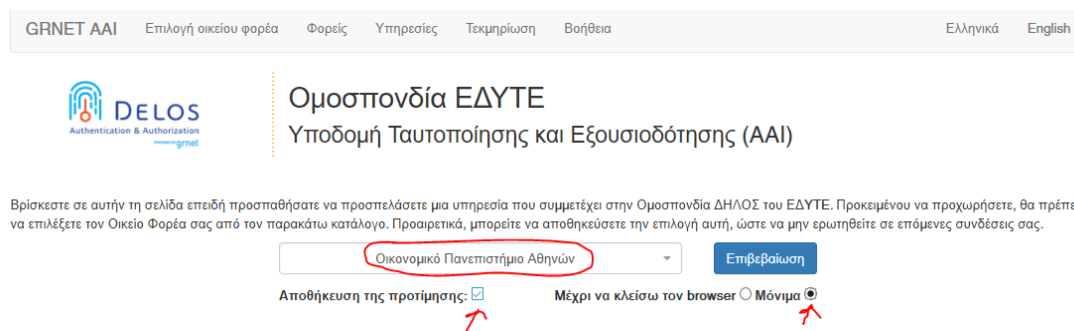 GRNET AAI Επιλογή οικείου φορέα Φορείς Υπηρεσίες Τεκμηρίωση Βοήθεια Ελληνικά English
DELOS
Authentication & Authorization
grnet
Ομοσπονδία ΕΔΥΤΕ
Υποδομή Ταυτοποίησης και Εξουσιοδότησης (ΑΑΙ)
Βρίσκεστε σε αυτήν τη σελίδα επειδή προσπαθήσατε να προσπελάσετε μια υπηρεσία που συμμετέχει στην Ομοσπονδία ΔΗΛΟΣ του ΕΔΥΤΕ. Προκειμένου να προχωρήσετε, θα πρέπε
να επιλέξετε τον Οικείο Φορέα σας από τον παρακάτω κατάλογο. Προαιρετικά, μπορείτε να αποθηκεύσετε την επιλογή αυτή, ώστε να μην ερωτηθείτε σε επόμενες συνδέσεις σας.
Οικονομικό Πανεπιστήμιο Αθηνών Επιβεβαίωση
Αποθήκευση της προτίμησης: Μέχρι να κλείσω τον browser Μόνιμα